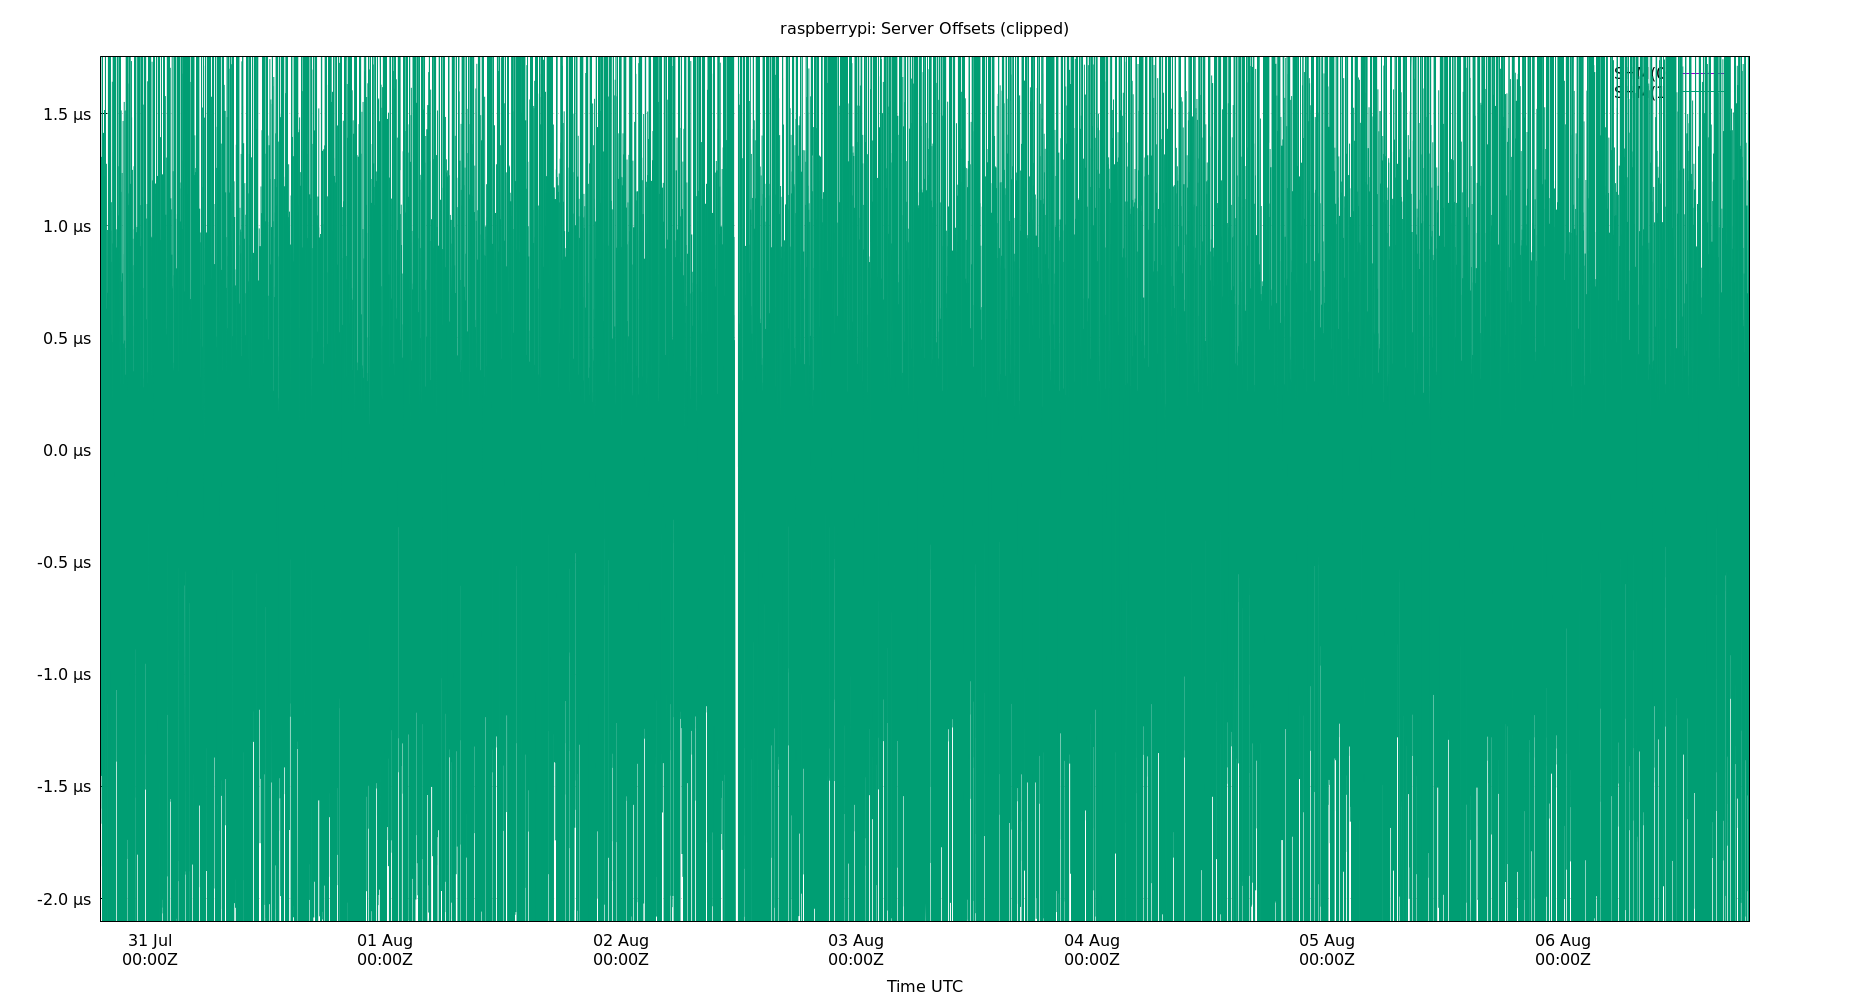 raspberrypi: Server Offsets (clipped)
1.5 µs
1.0 µs
0.5 µs
0.0 µs
-0.5 µs
-1.0 µs
-1.5 µs
-2.0 µs
31 Jul 01 Aug 02 Aug 03 Aug 04 Aug 05 Aug 06 Aug
00:00Z 00:00Z 00:00Z 00:00Z 00:00Z 00:00Z 00:00Z
Time UTC